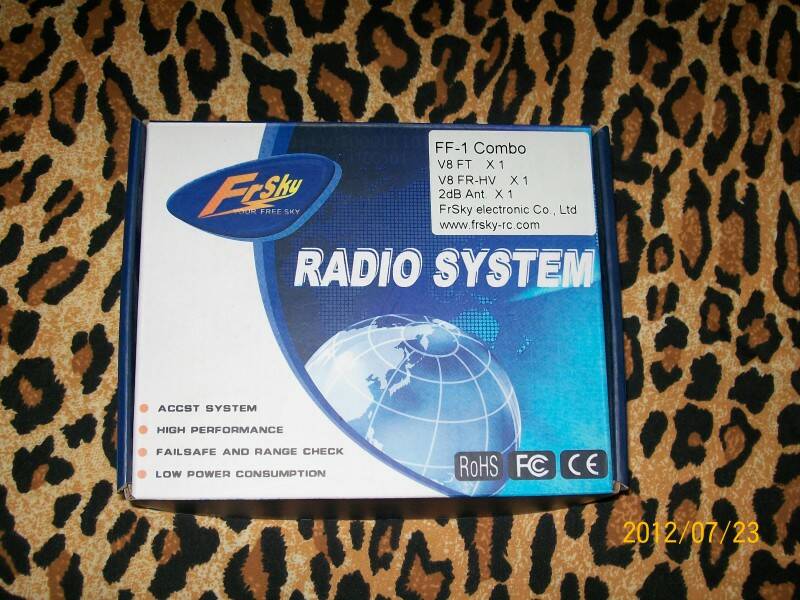 FrSky
YOUR FREE SKY
FF-1 Combo
V8 FT X 1
V8 FR-HV X 1
2dB Ant X 1
FrSky electronic Co., Ltd
www.frsky-rc.com
RADIO SYSTEM
ACCST SYSTEM
HIGH PERFORMANCE
FAILSAFE AND RANGE CHECK
LOW POWER CONSUMPTION
RoHS FC CE
2012/07/23